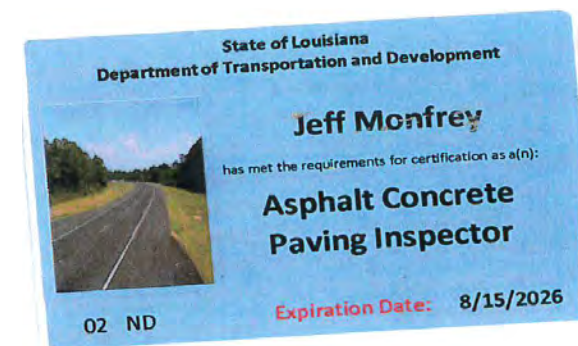 State of Louisiana
Department of Transportation and Development
Jeff Monfrey
has met the requirements for certification as a(n):
Asphalt Concrete
Paving Inspector
Expiration Date: 8/15/2026
02 ND